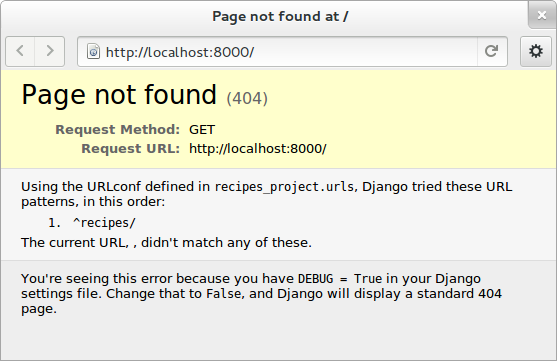 Page not found at /
http://localhost:8000/
Page not found (404)
Request Method: GET
Request URL: http://localhost:8000/
Using the URLconf defined in recipes_project.urls, Django tried these URL
patterns, in this order:
1. ^recipes/
The current URL, , didn't match any of these.
You're seeing this error because you have DEBUG = True in your Django
settings file. Change that to False, and Django will display a standard 404
page.